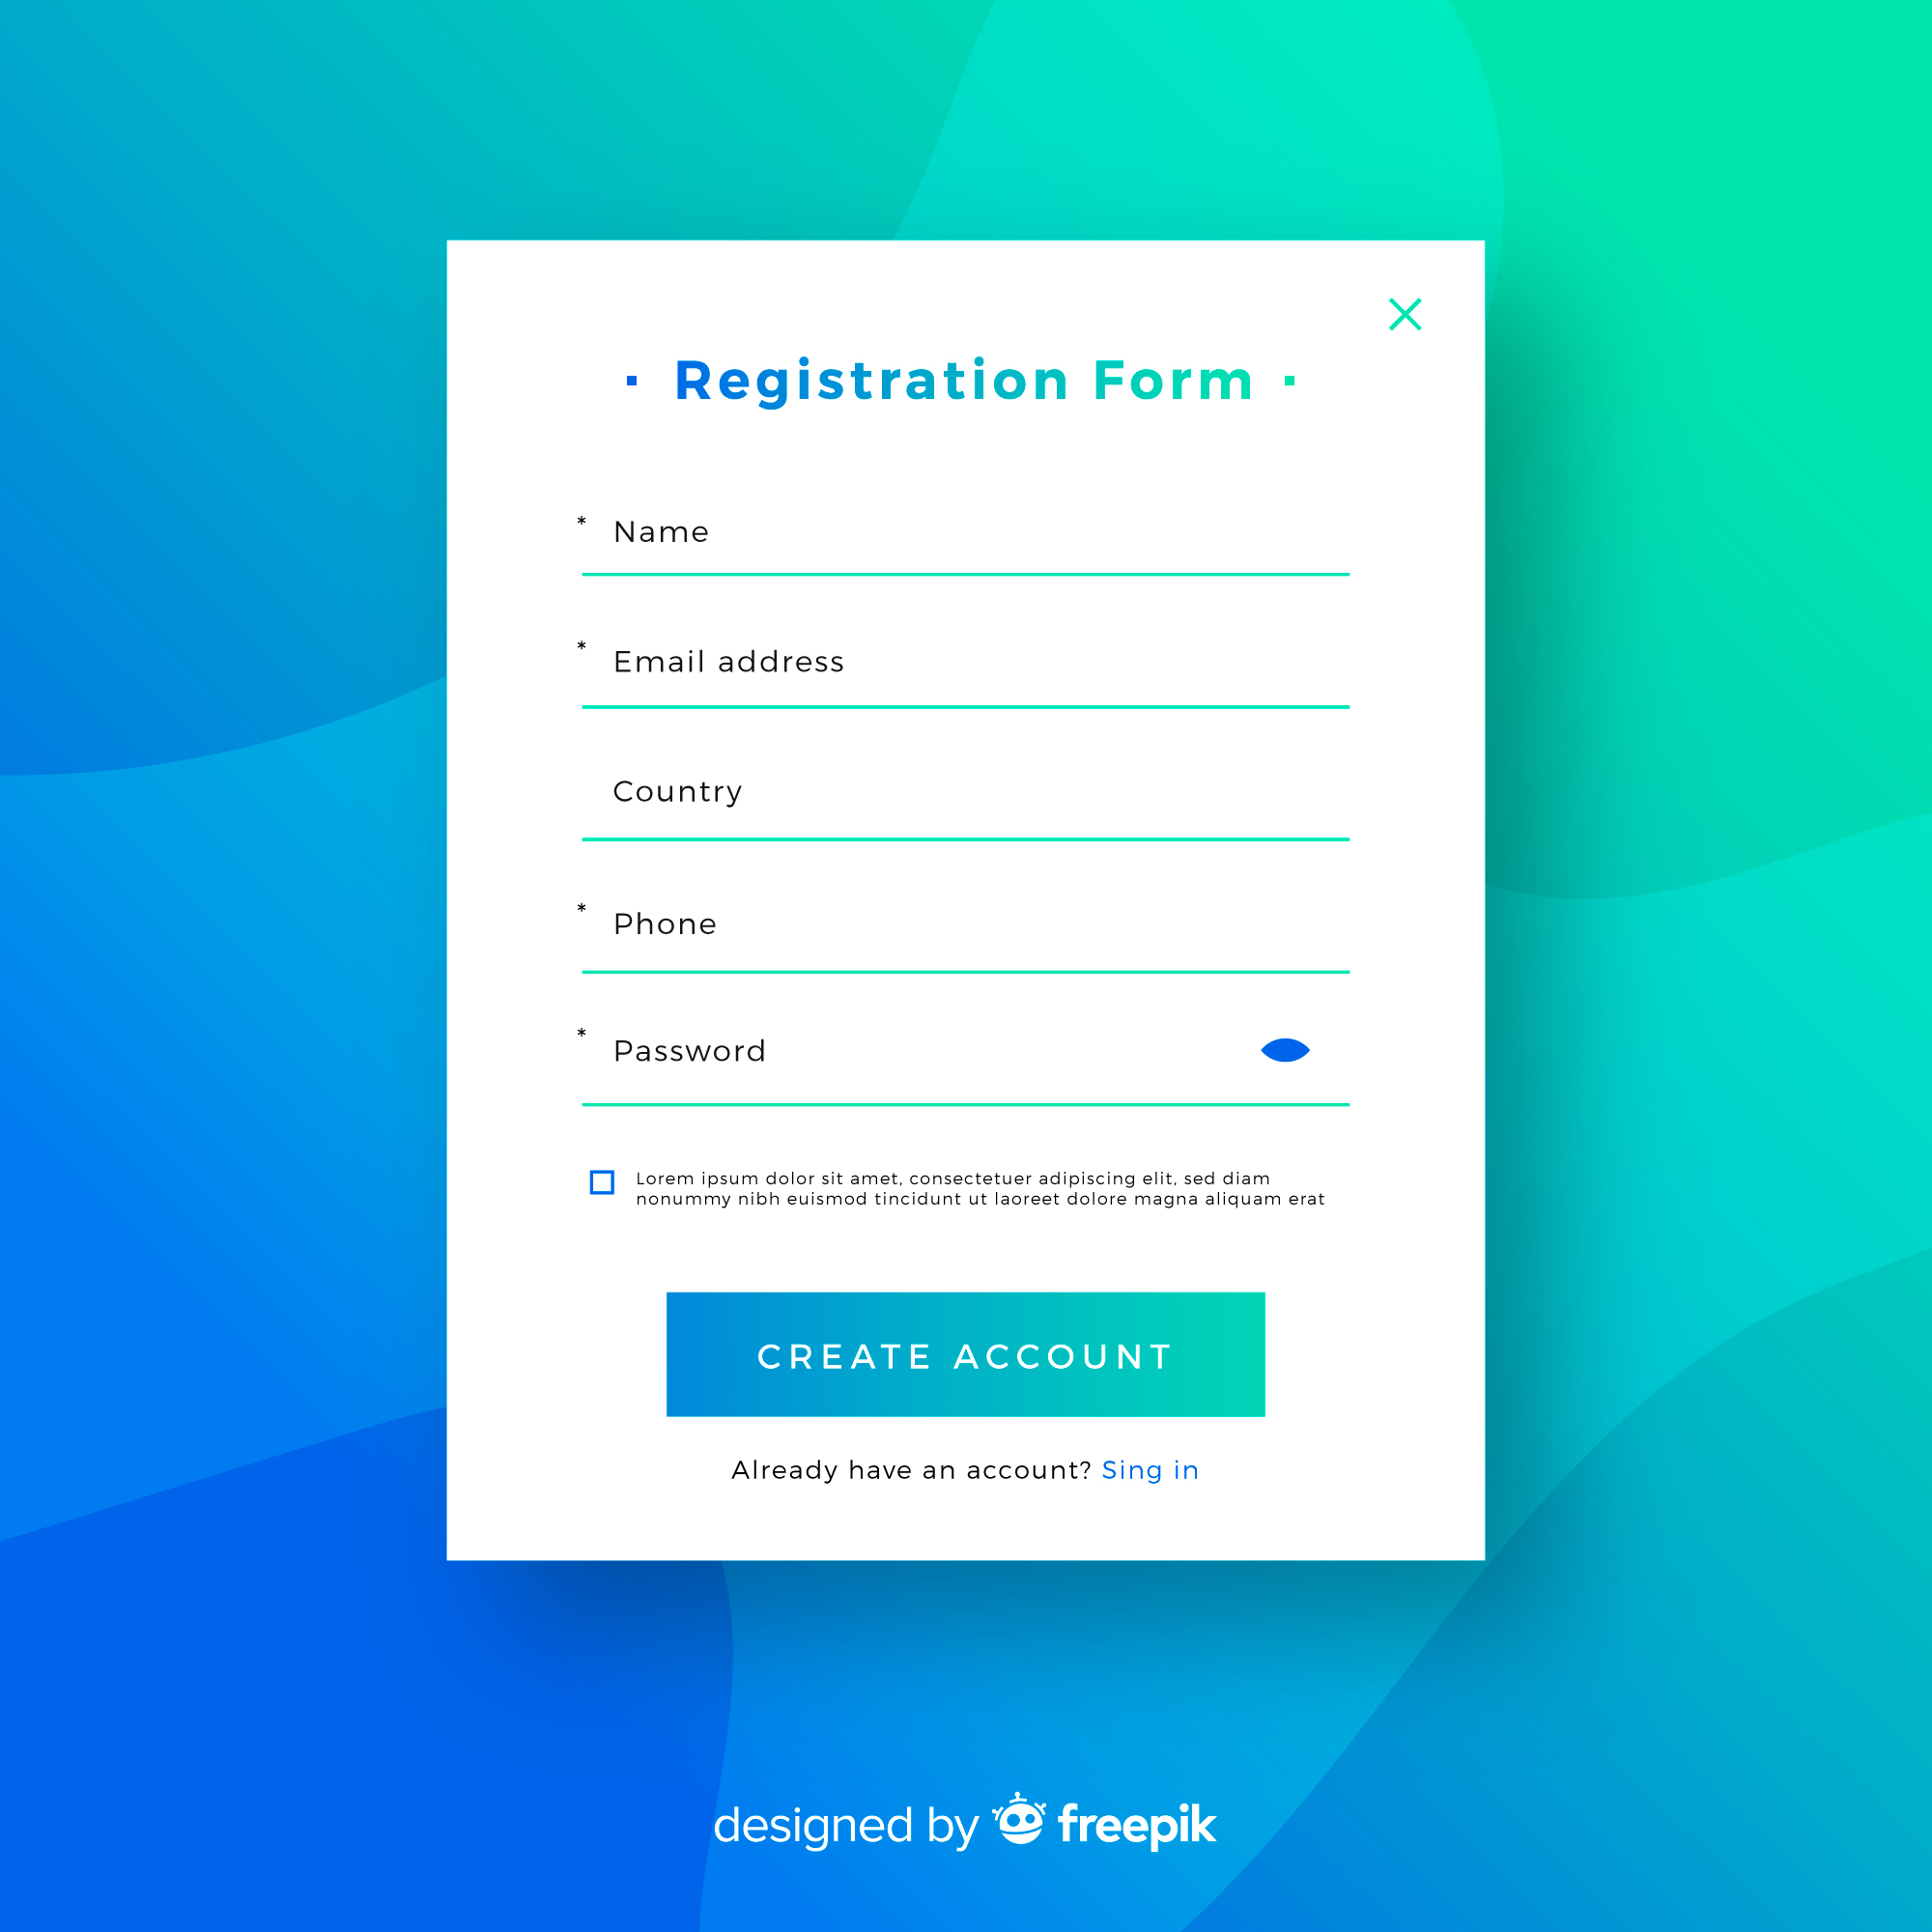 Registration Form
* Name
* Email address
Country
* Phone
* Password
Lorem ipsum dolor sit amet, consectetuer adipiscing elit, sed diam
nonummy nibh euismod tincidunt ut laoreet dolore magna aliquam erat
CREATE ACCOUNT
Already have an account? Sing in
designed by freepik